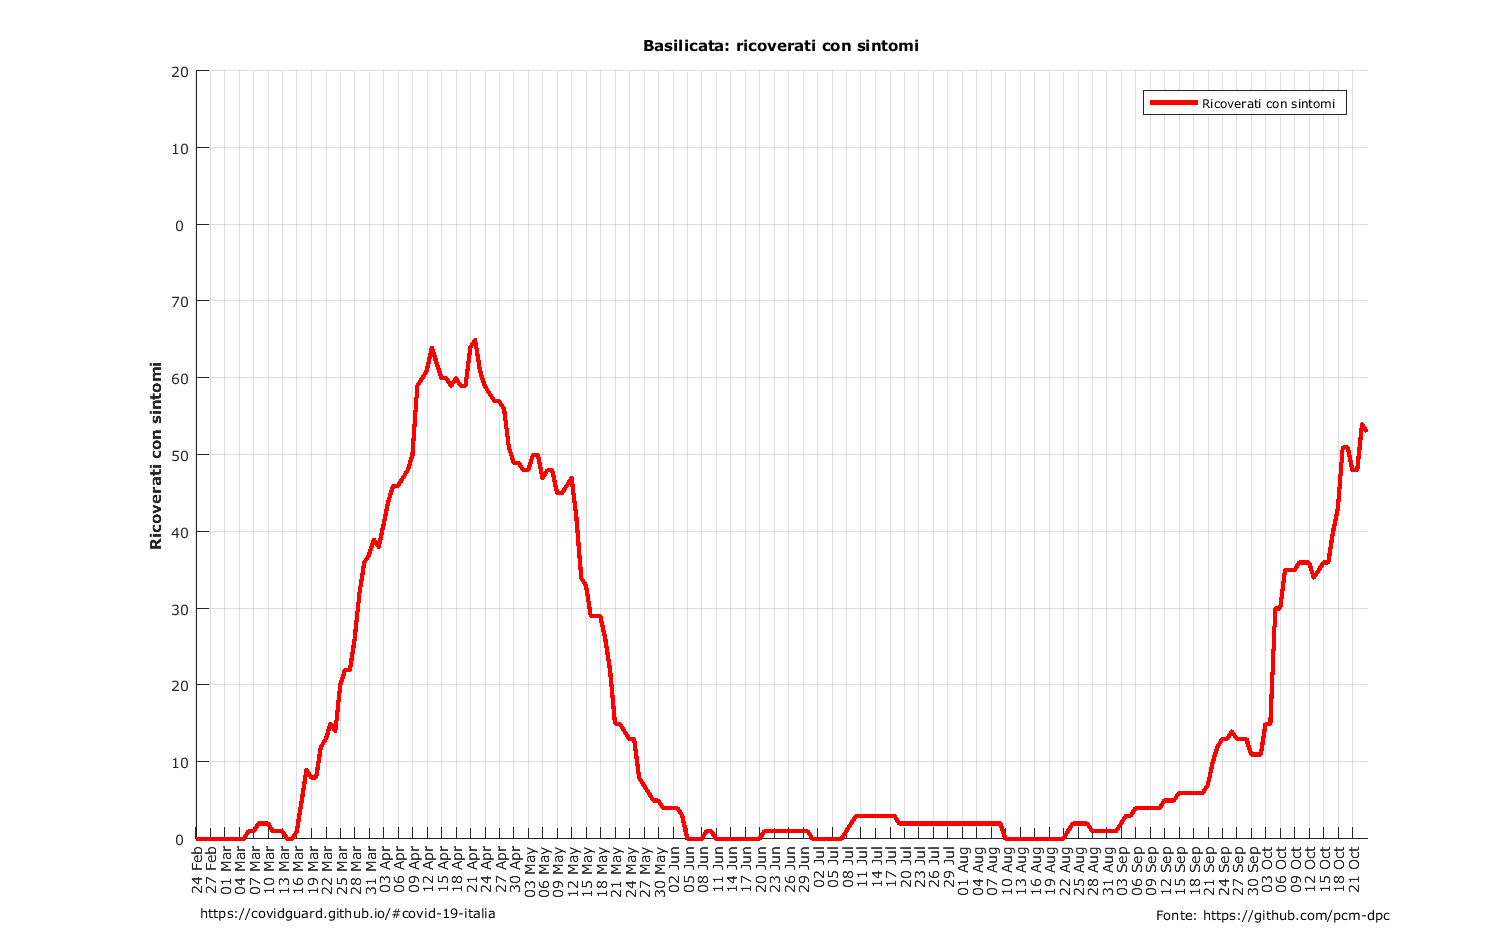 Basilicata: ricoverati con sintomi
Ricoverati con sintomi
20
10
0
70
60
50
40
30
20
10
0
Ricoverati con sintomi
24 Feb
27 Feb
01 Mar
04 Mar
07 Mar
10 Mar
13 Mar
16 Mar
19 Mar
22 Mar
25 Mar
28 Mar
31 Mar
03 Apr
06 Apr
09 Apr
12 Apr
15 Apr
18 Apr
21 Apr
24 Apr
27 Apr
30 Apr
03 May
06 May
09 May
12 May
15 May
18 May
21 May
24 May
27 May
30 May
02 Jun
05 Jun
08 Jun
11 Jun
14 Jun
17 Jun
20 Jun
23 Jun
26 Jun
29 Jun
02 Jul
05 Jul
08 Jul
11 Jul
14 Jul
17 Jul
20 Jul
23 Jul
26 Jul
29 Jul
01 Aug
04 Aug
07 Aug
10 Aug
13 Aug
16 Aug
19 Aug
22 Aug
25 Aug
28 Aug
31 Aug
03 Sep
06 Sep
09 Sep
12 Sep
15 Sep
18 Sep
21 Sep
24 Sep
27 Sep
30 Sep
03 Oct
06 Oct
09 Oct
12 Oct
15 Oct
18 Oct
21 Oct
https://covidguard.github.io/#covid-19-italia
Fonte: https://github.com/pcm-dpc